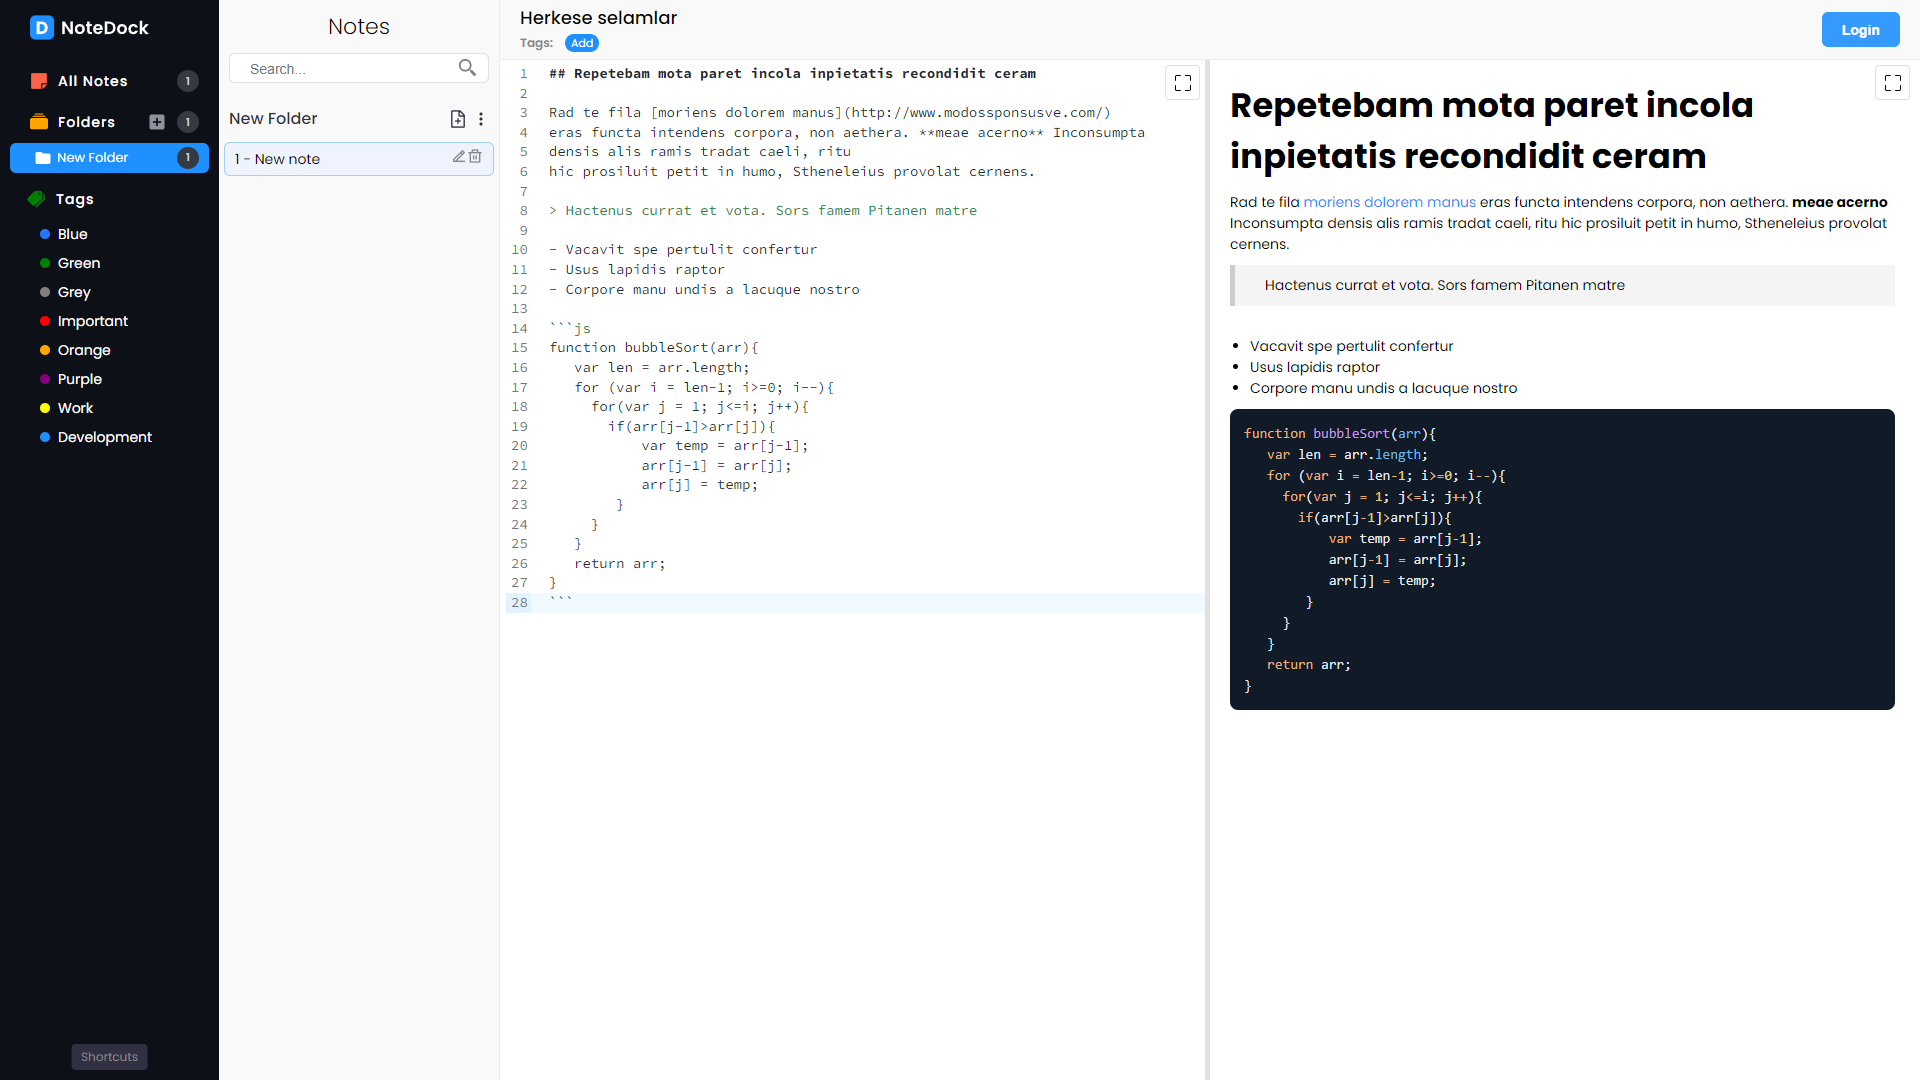 D NoteDock
All Notes 1
Folders 1
New Folder 1
Tags
Blue
Green
Grey
Important
Orange
Purple
Work
Development
Shortcuts
Notes
Search...
New Folder
1 - New note
Herkese selamlar
Tags: Add
Login
1 ## Repetebam mota paret incola inpietatis recondidit ceram
2
3 Rad te fila [moriens dolorem manus](http://www.modossponsusve.com/)
4 eras functa intendens corpora, non aethera. **meae acerno** Inconsumpta
5 densis alis ramis tradat caeli, ritu
6 hic prosiluit petit in humo, Stheneleius provolat cernens.
7
8 > Hactenus currat et vota. Sors famem Pitanen matre
9
10 - Vacavit spe pertulit confertur
11 - Usus lapidis raptor
12 - Corpore manu undis a lacuque nostro
13
14 ```js
15 function bubbleSort(arr){
16    var len = arr.length;
17    for (var i = len-1; i>=0; i--){
18      for(var j = 1; j<=i; j++){
19        if(arr[j-1]>arr[j]){
20            var temp = arr[j-1];
21            arr[j-1] = arr[j];
22            arr[j] = temp;
23         }
24      }
25    }
26    return arr;
27 }
28 ```
Repetebam mota paret incola
inpietatis recondidit ceram
Rad te fila moriens dolorem manus eras functa intendens corpora, non aethera. meae acerno
Inconsumpta densis alis ramis tradat caeli, ritu hic prosiluit petit in humo, Stheneleius provolat
cernens.
Hactenus currat et vota. Sors famem Pitanen matre
• Vacavit spe pertulit confertur
• Usus lapidis raptor
• Corpore manu undis a lacuque nostro
function bubbleSort(arr){
   var len = arr.length;
   for (var i = len-1; i>=0; i--){
     for(var j = 1; j<=i; j++){
       if(arr[j-1]>arr[j]){
           var temp = arr[j-1];
           arr[j-1] = arr[j];
           arr[j] = temp;
        }
     }
   }
   return arr;
}